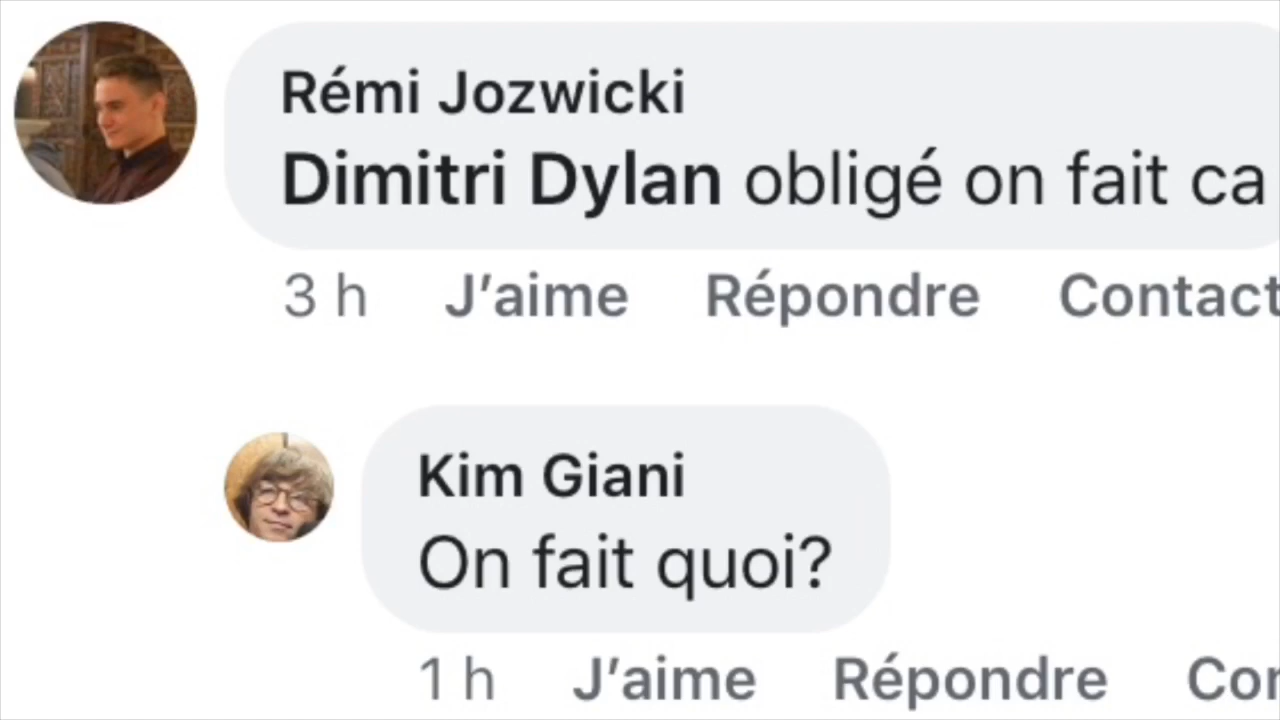 Rémi Jozwicki
Dimitri Dylan obligé on fait ca
3 h J’aime Répondre Contact
Kim Giani
On fait quoi?
1 h J’aime Répondre Con